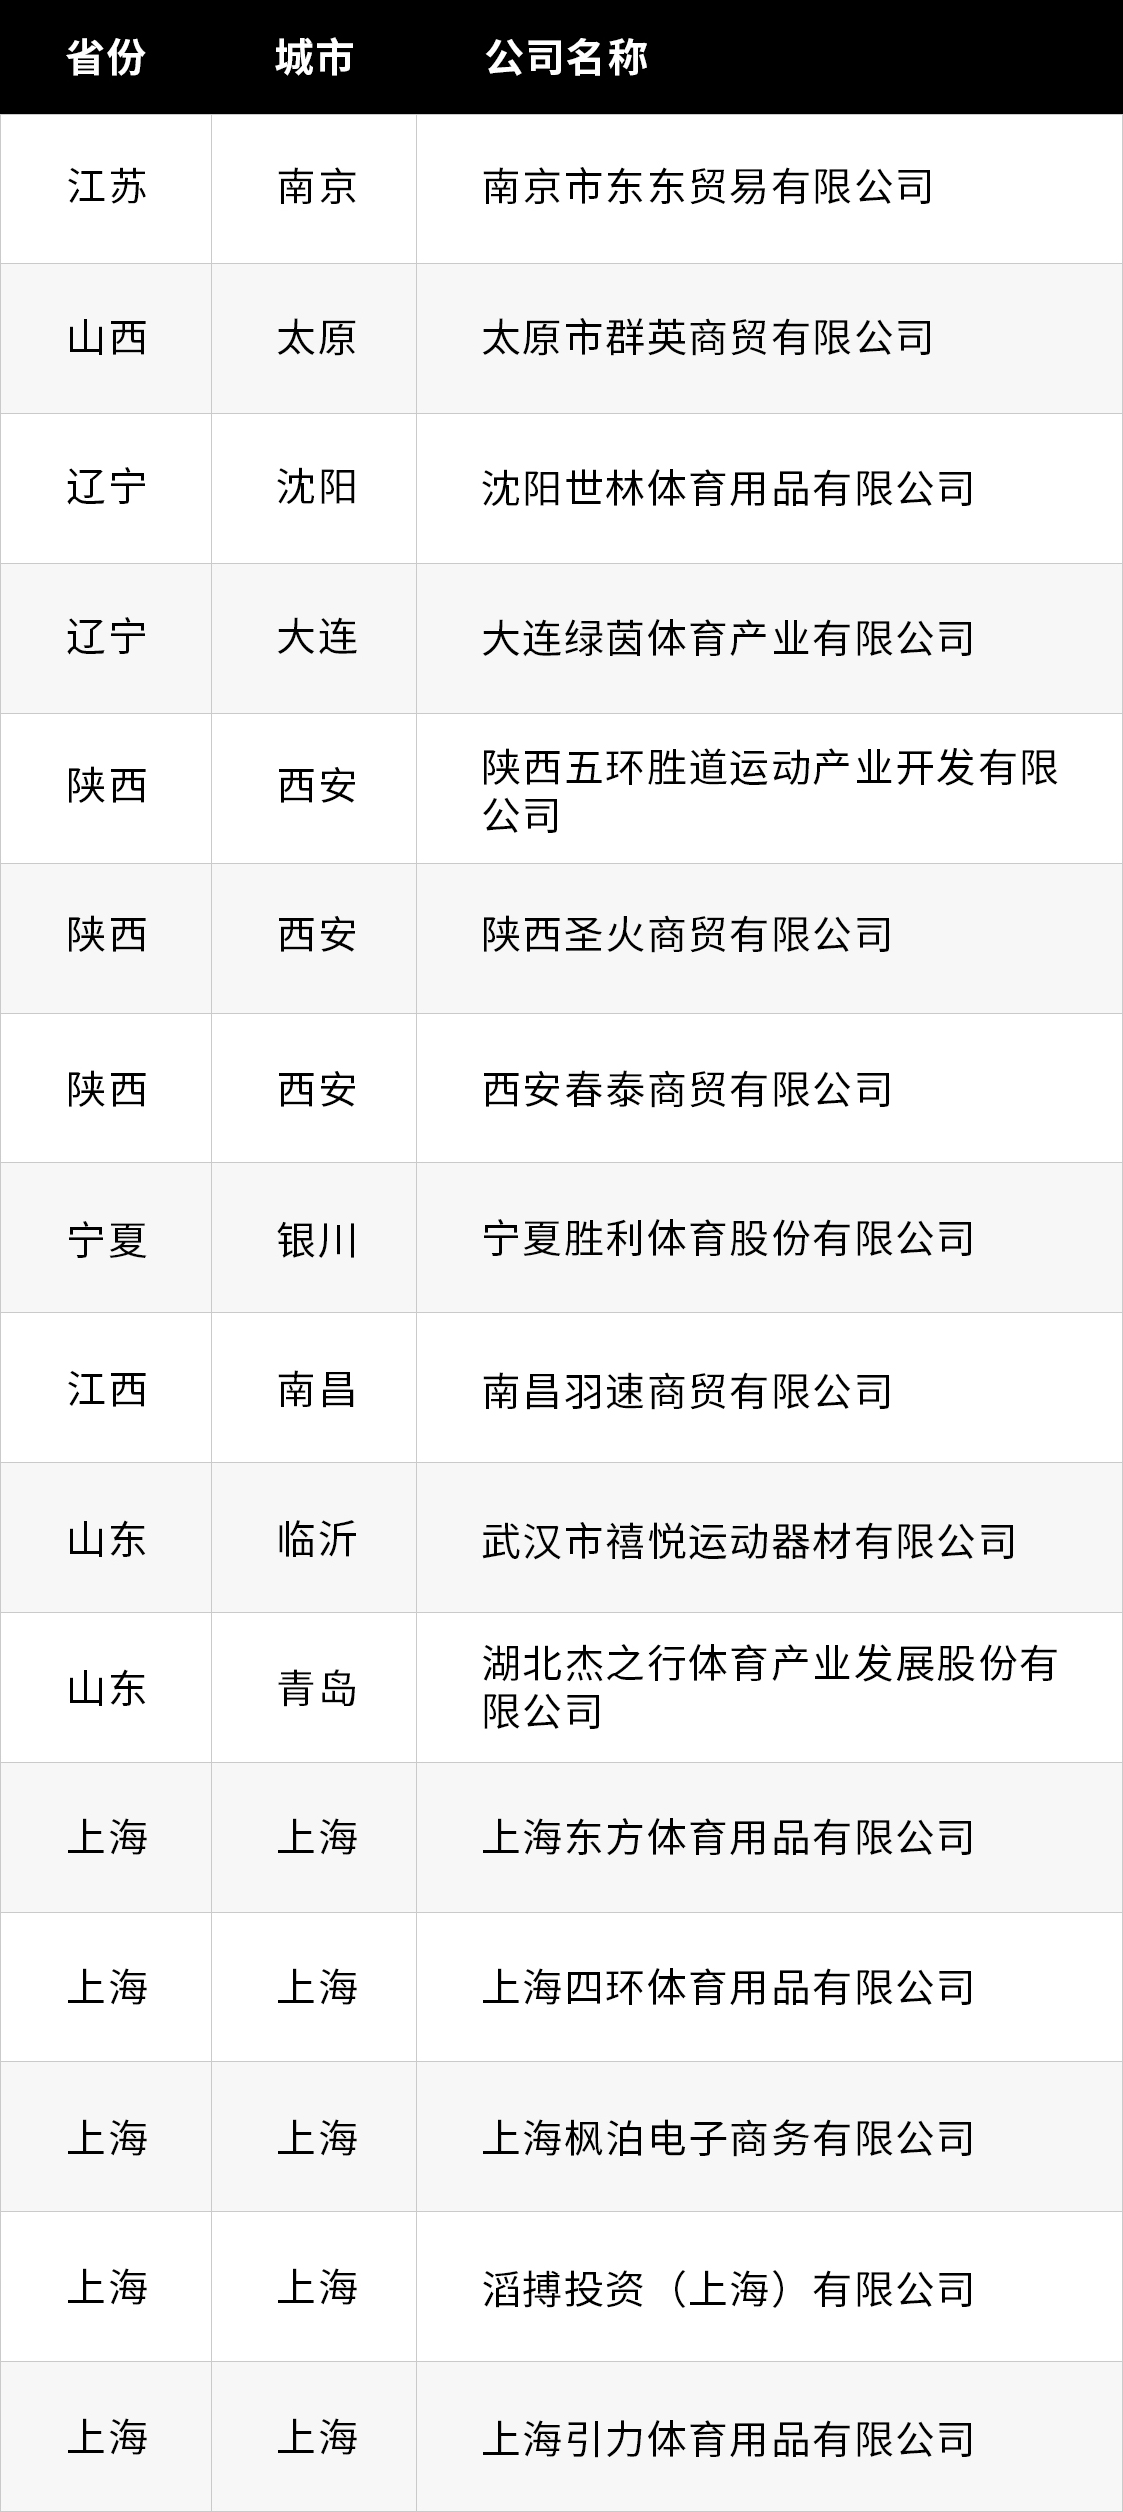 省份 城市 公司名称
江苏 南京 南京市东东贸易有限公司
山西 太原 太原市群英商贸有限公司
辽宁 沈阳 沈阳世林体育用品有限公司
辽宁 大连 大连绿茵体育产业有限公司
陕西 西安 陕西五环胜道运动产业开发有限
公司
陕西 西安 陕西圣火商贸有限公司
陕西 西安 西安春泰商贸有限公司
宁夏 银川 宁夏胜利体育股份有限公司
江西 南昌 南昌羽速商贸有限公司
山东 临沂 武汉市禧悦运动器材有限公司
山东 青岛 湖北杰之行体育产业发展股份有
限公司
上海 上海 上海东方体育用品有限公司
上海 上海 上海四环体育用品有限公司
上海 上海 上海枫泊电子商务有限公司
上海 上海 滔搏投资（上海）有限公司
上海 上海 上海引力体育用品有限公司